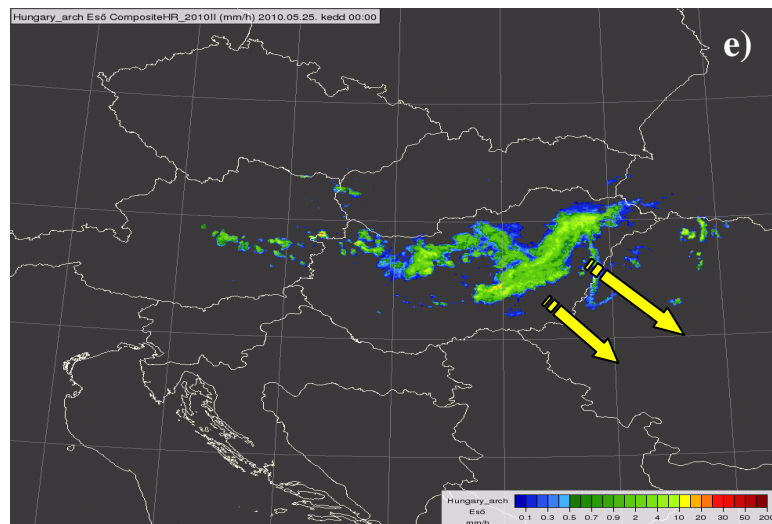 Hungary_arch Eső CompositeHR_2010II (mm/h) 2010.05.25. kedd 00:00
e)
Hungary_arch
Eső
mm/h
0.1 0.3 0.5 0.7 0.9 2 4 10 20 30 50 200